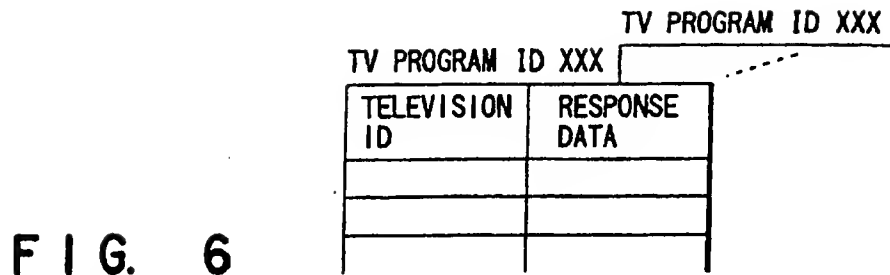 TV PROGRAM ID XXX
TV PROGRAM ID XXX
TELEVISION ID
RESPONSE DATA
FIG. 6